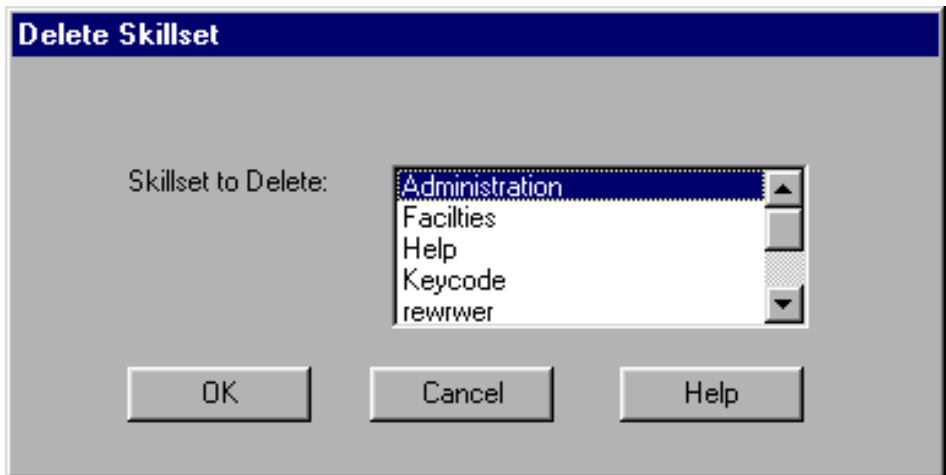 Delete Skillset
Skillset to Delete:
Administration
Facilties
Help
Keycode
rewrwer
OK
Cancel
Help